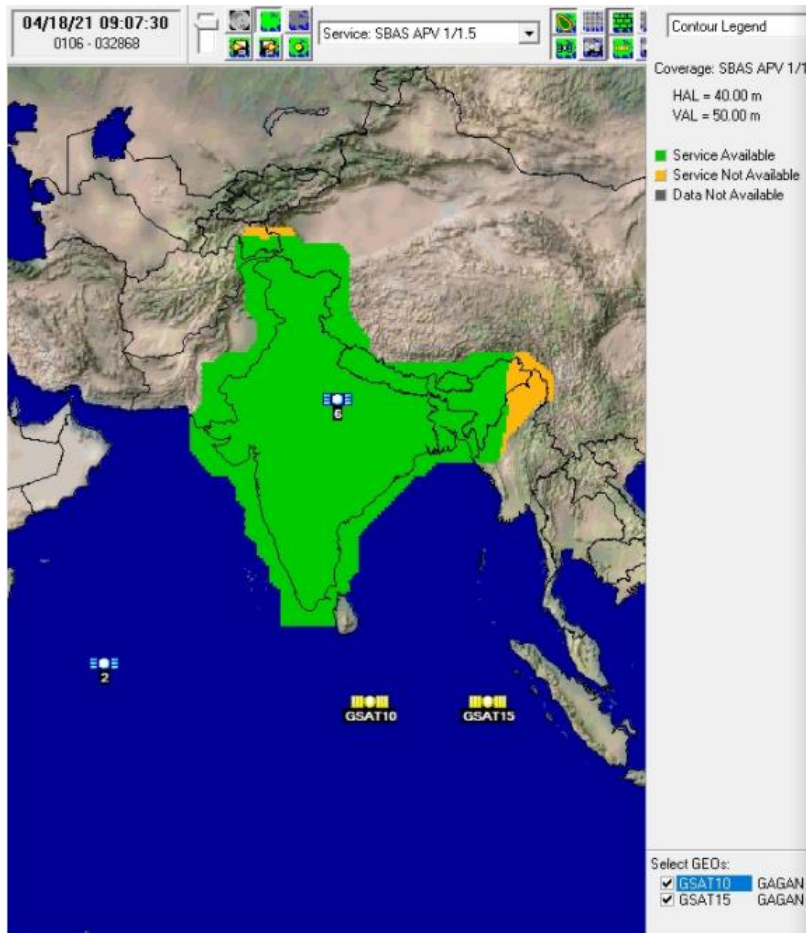 04/18/21 09:07:30
0106 - 032868
Service: SBAS APV 1/1.5
Contour Legend
Coverage: SBAS APV 1/1
HAL = 40.00 m
VAL = 50.00 m
Service Available
Service Not Available
Data Not Available
6
2
GSAT10
GSAT15
Select GEOs:
GSAT10 GAGAN
GSAT15 GAGAN